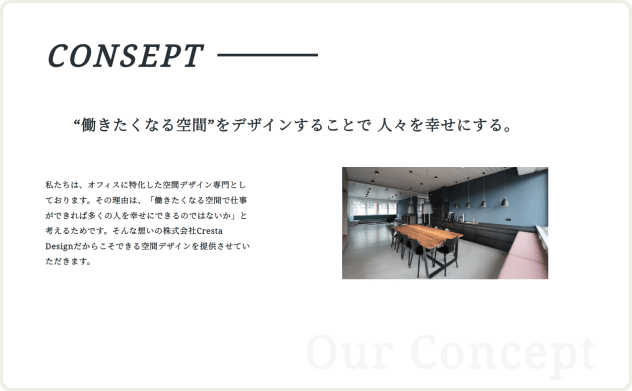 CONSEPT
“働きたくなる空間”をデザインすることで 人々を幸せにする。
私たちは、オフィスに特化した空間デザイン専門とし
ております。その理由は、「働きたくなる空間で仕事
ができれば多くの人を幸せにできるのではないか」と
考えるためです。そんな想いの株式会社Cresta
Designだからこそできる空間デザインを提供させてい
ただきます。
Our Concept